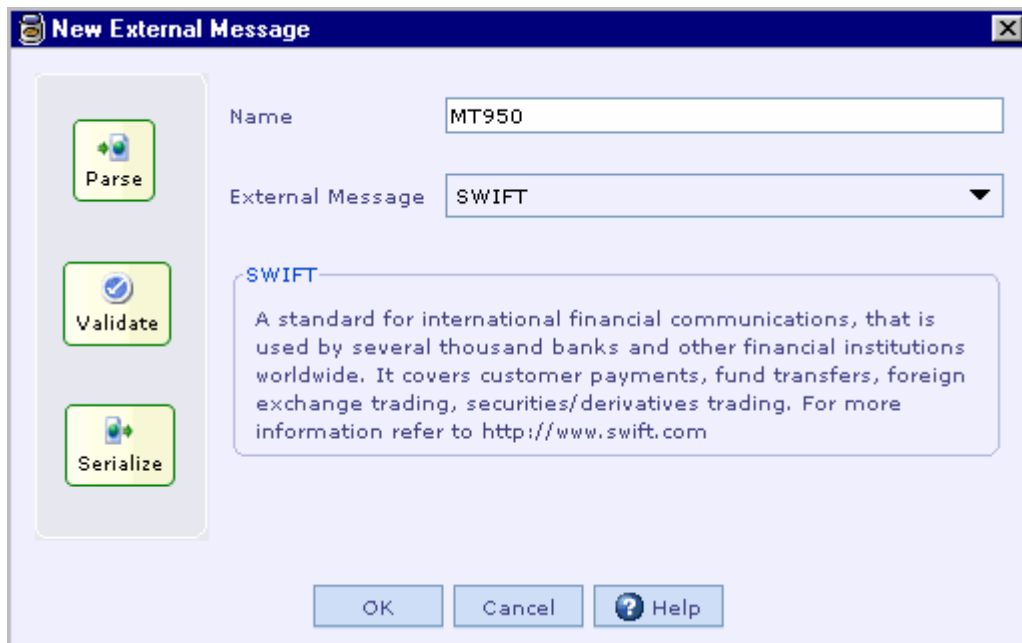 New External Message
Parse
Validate
Serialize
Name
MT950
External Message
SWIFT
SWIFT
A standard for international financial communications, that is
used by several thousand banks and other financial institutions
worldwide. It covers customer payments, fund transfers, foreign
exchange trading, securities/derivatives trading. For more
information refer to http://www.swift.com
OK
Cancel
Help